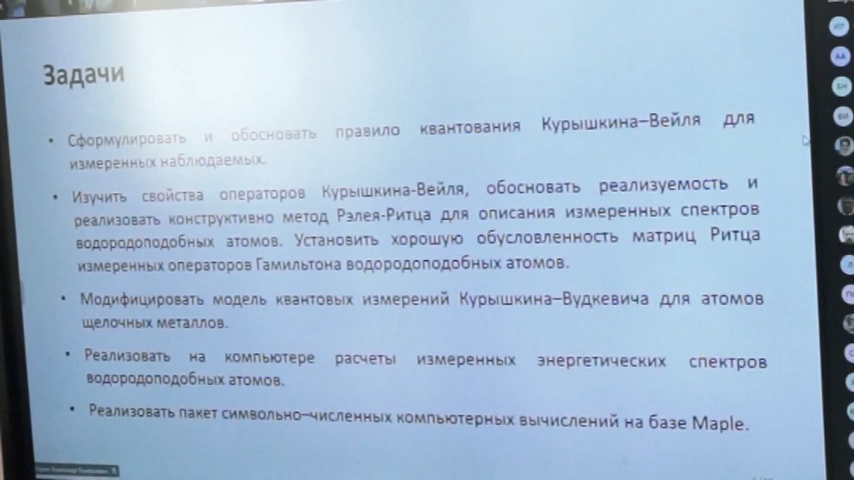 Задачи
• Сформулировать и обосновать правило квантования Курышкина–Вейля для
измеренных наблюдаемых.
• Изучить свойства операторов Курышкина-Вейля, обосновать реализуемость и
реализовать конструктивно метод Рэлея-Ритца для описания измеренных спектров
водородоподобных атомов. Установить хорошую обусловленность матриц Ритца
измеренных операторов Гамильтона водородоподобных атомов.
• Модифицировать модель квантовых измерений Курышкина–Вудкевича для атомов
щелочных металлов.
• Реализовать на компьютере расчеты измеренных энергетических спектров
водородоподобных атомов.
• Реализовать пакет символьно–численных компьютерных вычислений на базе Maple.